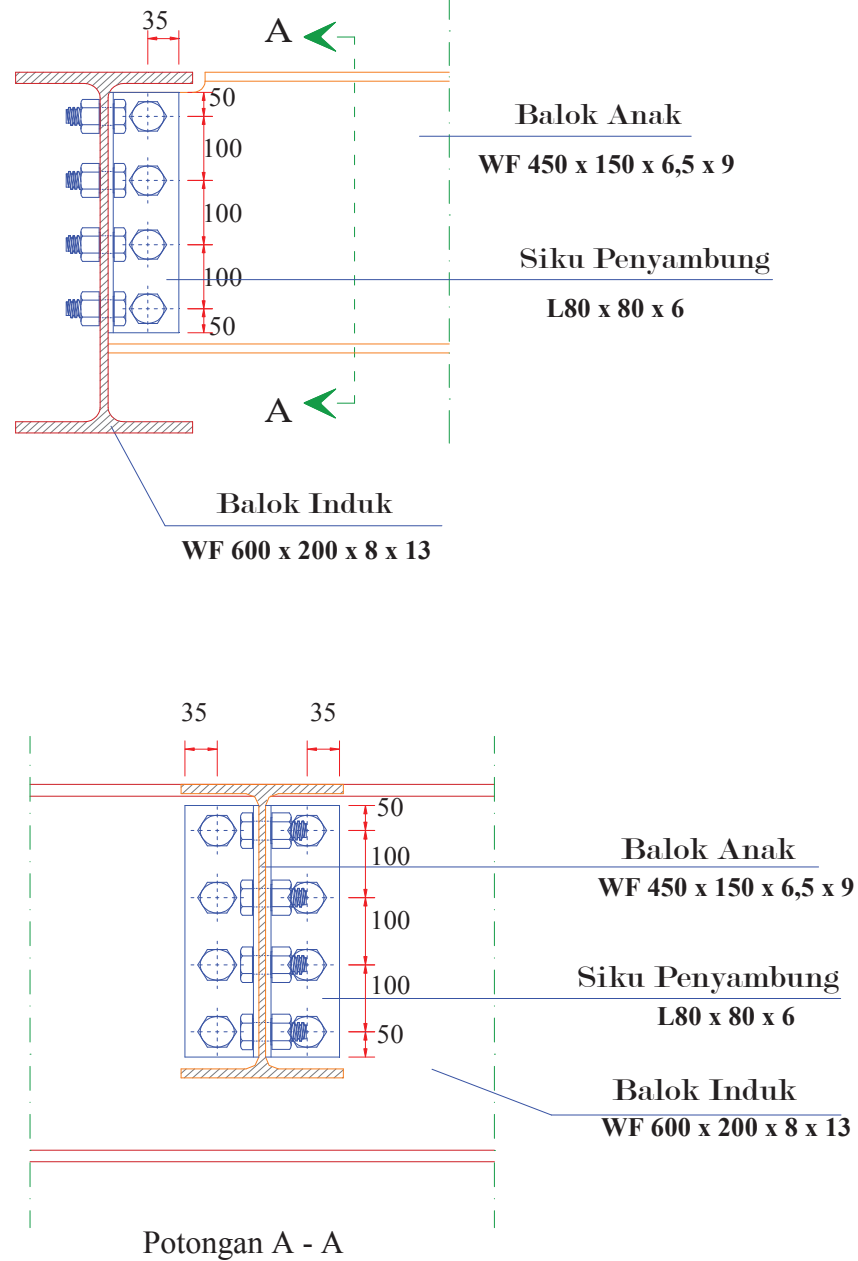 35
A
50
Balok Anak
100
WF 450 x 150 x 6,5 x 9
100
Siku Penyambung
100
L80 x 80 x 6
50
A
Balok Induk
WF 600 x 200 x 8 x 13
35 35
50
100
Balok Anak
WF 450 x 150 x 6,5 x 9
100
Siku Penyambung
100
L80 x 80 x 6
50
Balok Induk
WF 600 x 200 x 8 x 13
Potongan A - A